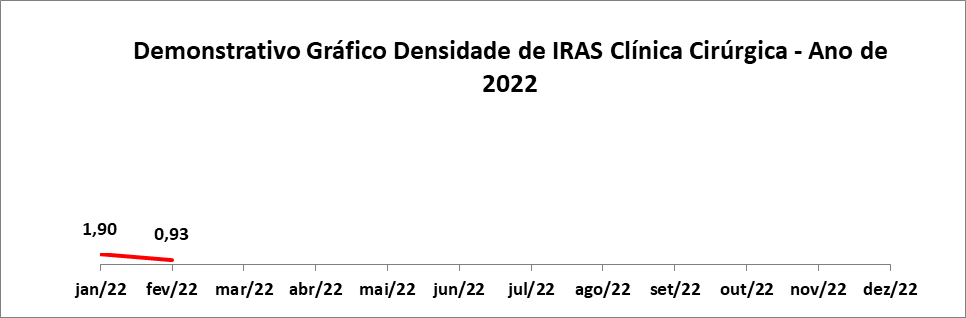 Demonstrativo Gráfico Densidade de IRAS Clínica Cirúrgica - Ano de
2022
1,90
0,93
jan/22 fev/22 mar/22 abr/22 mai/22 jun/22 jul/22 ago/22 set/22 out/22 nov/22 dez/22